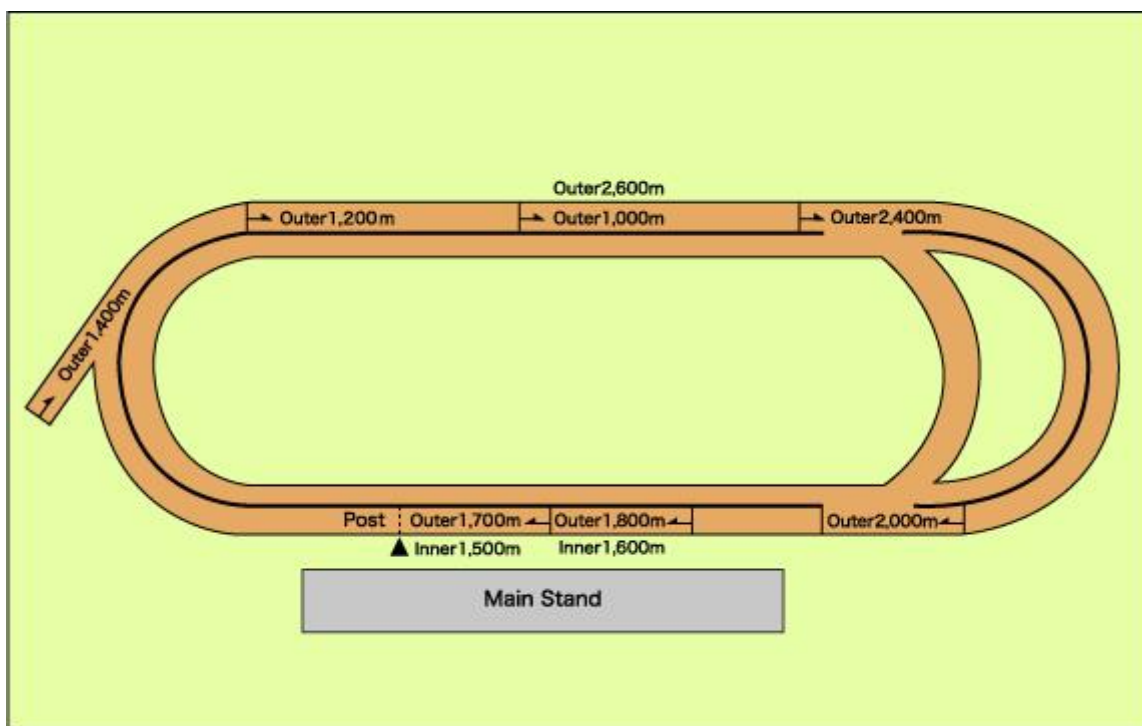 Outer2,600m
Outer1,200m
Outer1,000m
Outer2,400m
Outer1,400m
Post
Outer1,700m
Outer1,800m
Outer2,000m
Inner1,500m
Inner1,600m
Main Stand